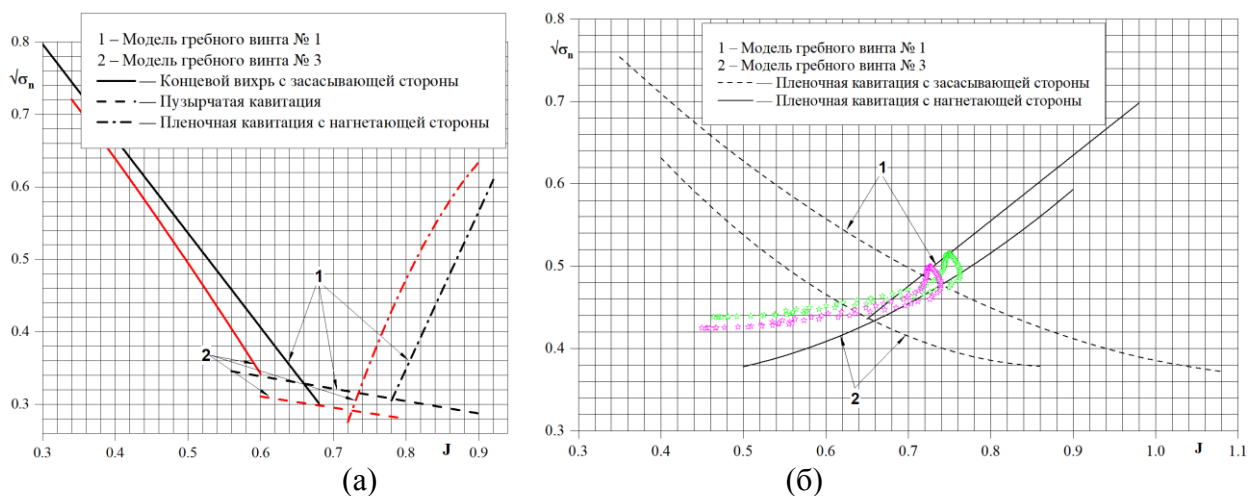 1 – Модель гребного винта № 1
2 – Модель гребного винта № 3
— Концевой вихрь с засасывающей стороны
— Пузырчатая кавитация
— Пленочная кавитация с нагнетающей стороны
0.8
√σn
0.7
0.6
0.5
0.4
0.3
1
2
0.3 0.4 0.5 0.6 0.7 0.8 J 0.9
(а)
0.8
√σn
1 – Модель гребного винта № 1
2 – Модель гребного винта № 3
— Пленочная кавитация с засасывающей стороны
— Пленочная кавитация с нагнетающей стороны
0.7
0.6
0.5
0.4
0.3
1
2
0.3 0.4 0.5 0.6 0.7 0.8 0.9 1.0 J 1.1
(б)